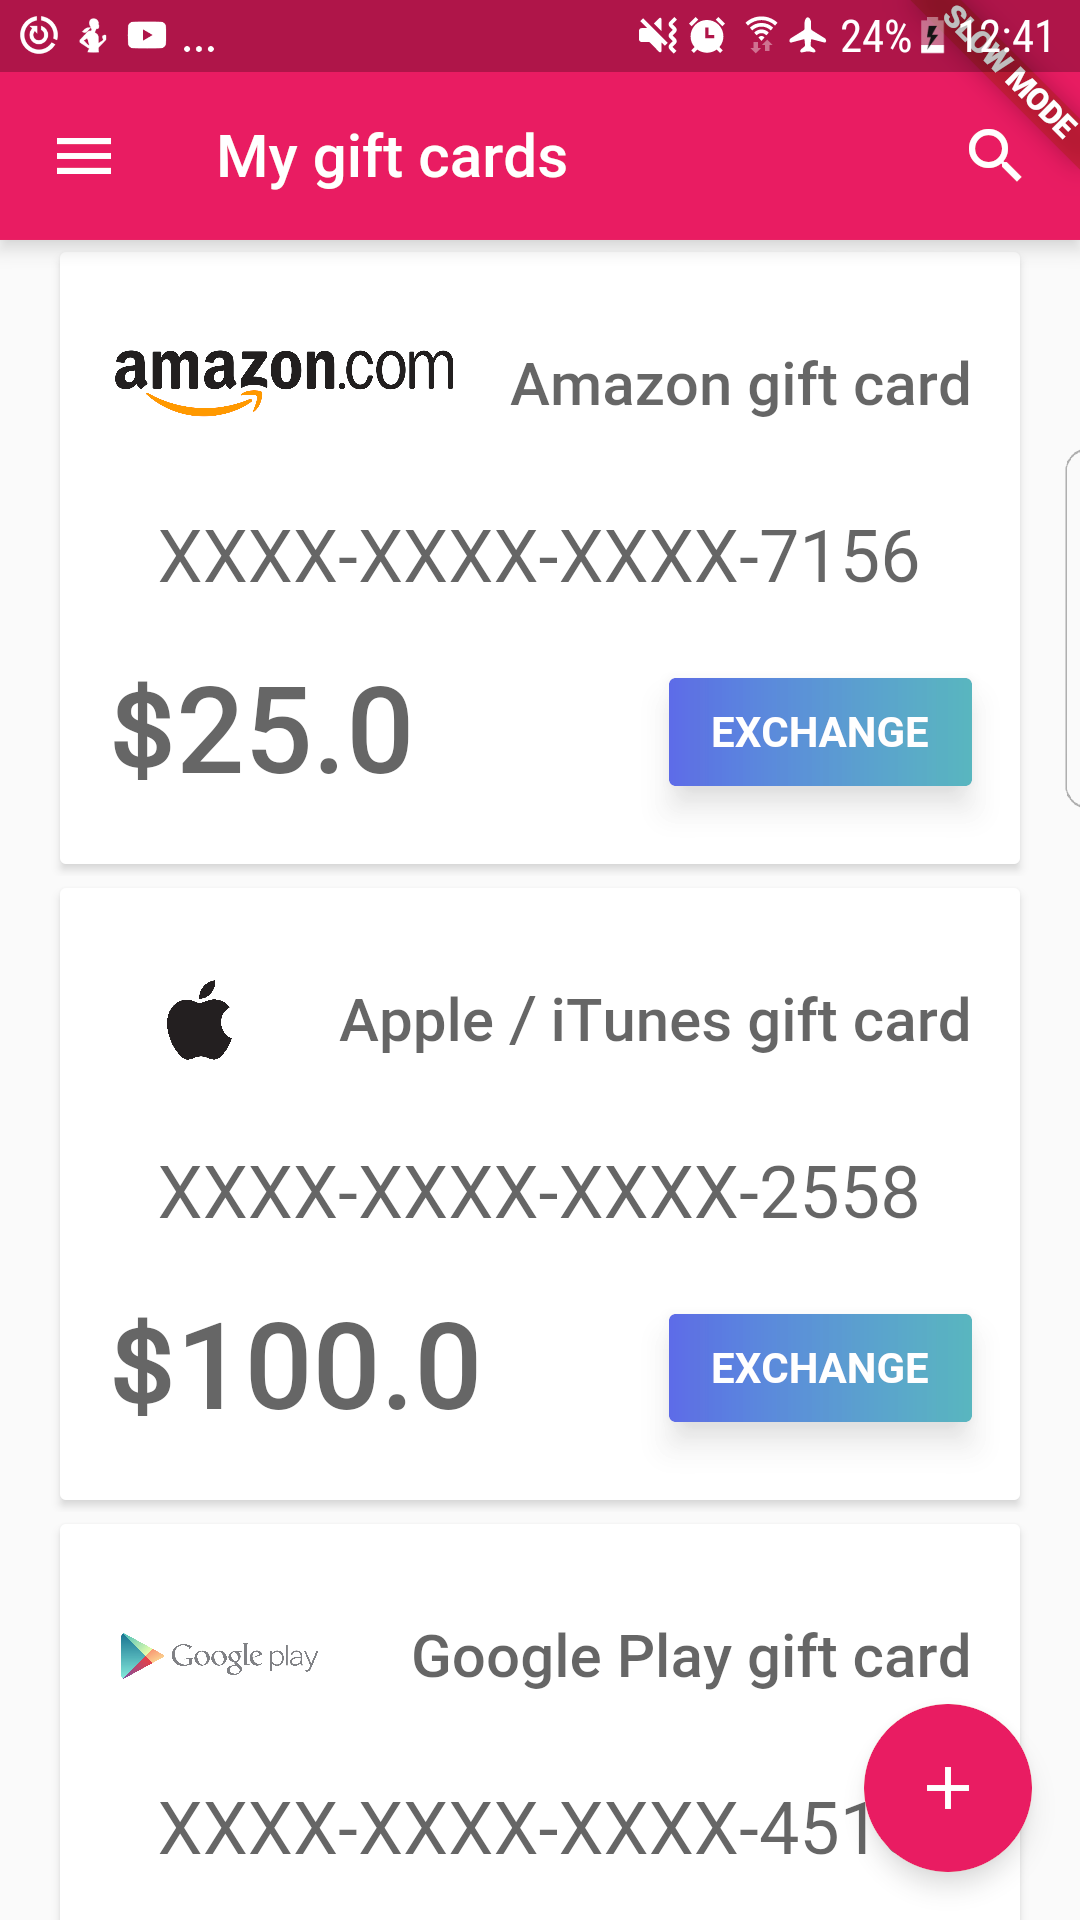 ... 24% 12:41
SLOW MODE
My gift cards
amazon.com
Amazon gift card
XXXX-XXXX-XXXX-7156
$25.0
EXCHANGE
Apple / iTunes gift card
XXXX-XXXX-XXXX-2558
$100.0
EXCHANGE
Google play
Google Play gift card
XXXX-XXXX-XXXX-451